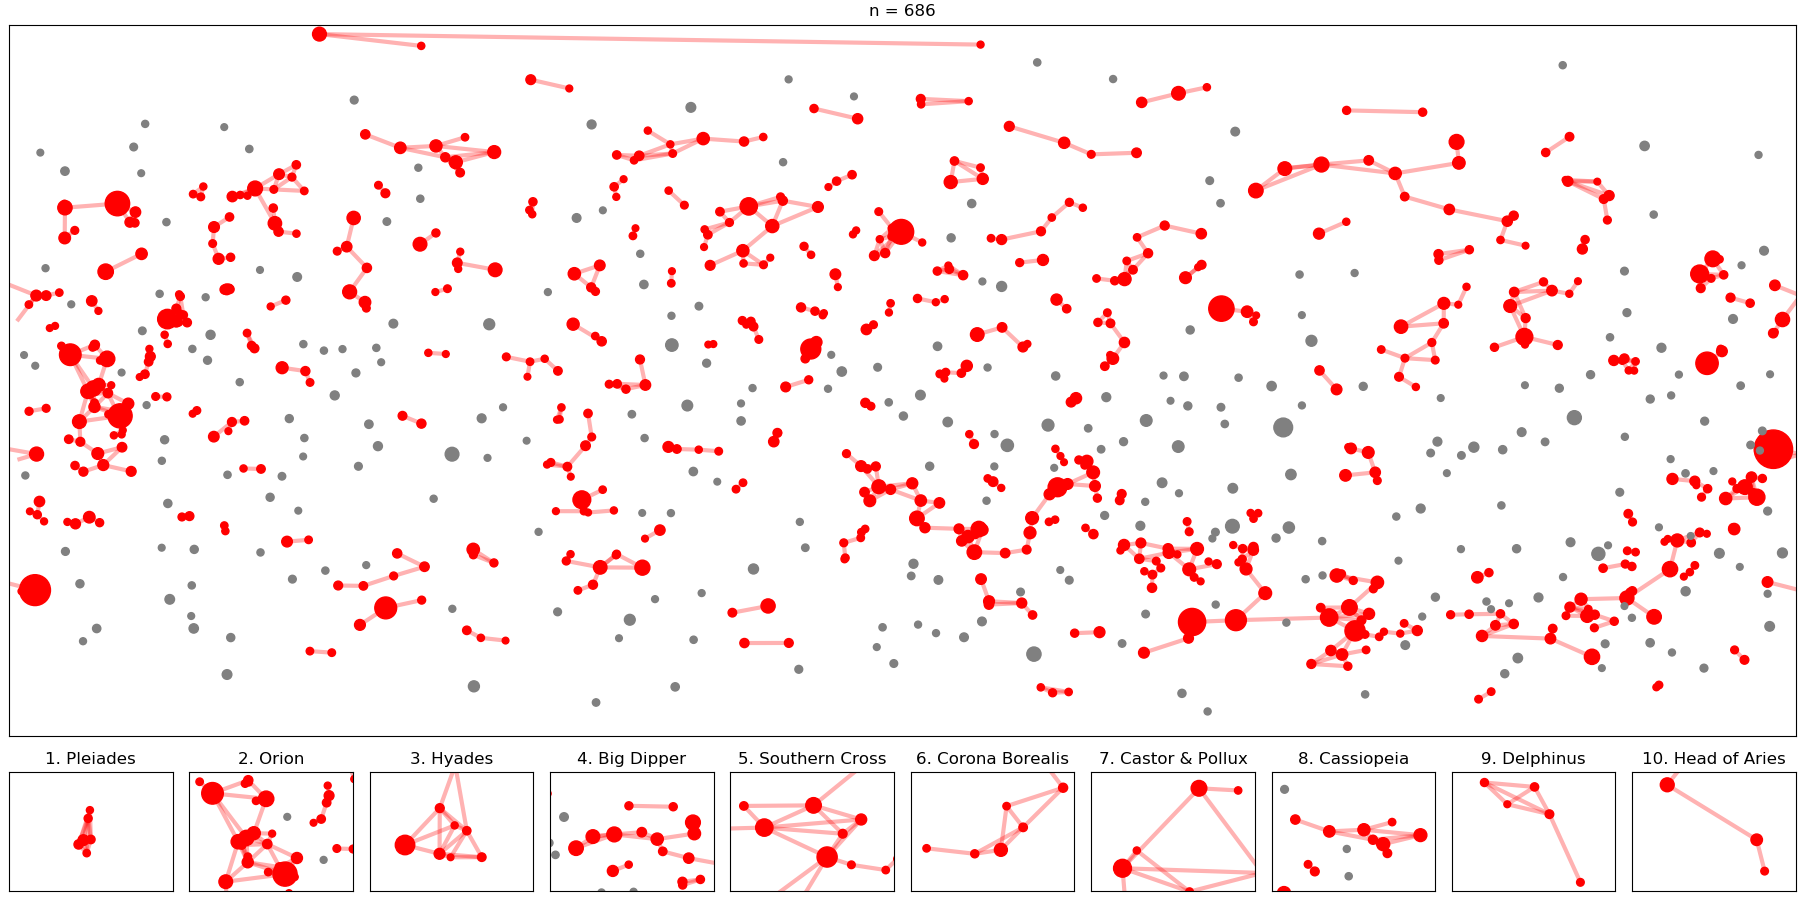 n = 686
1. Pleiades
2. Orion
3. Hyades
4. Big Dipper
5. Southern Cross
6. Corona Borealis
7. Castor & Pollux
8. Cassiopeia
9. Delphinus
10. Head of Aries